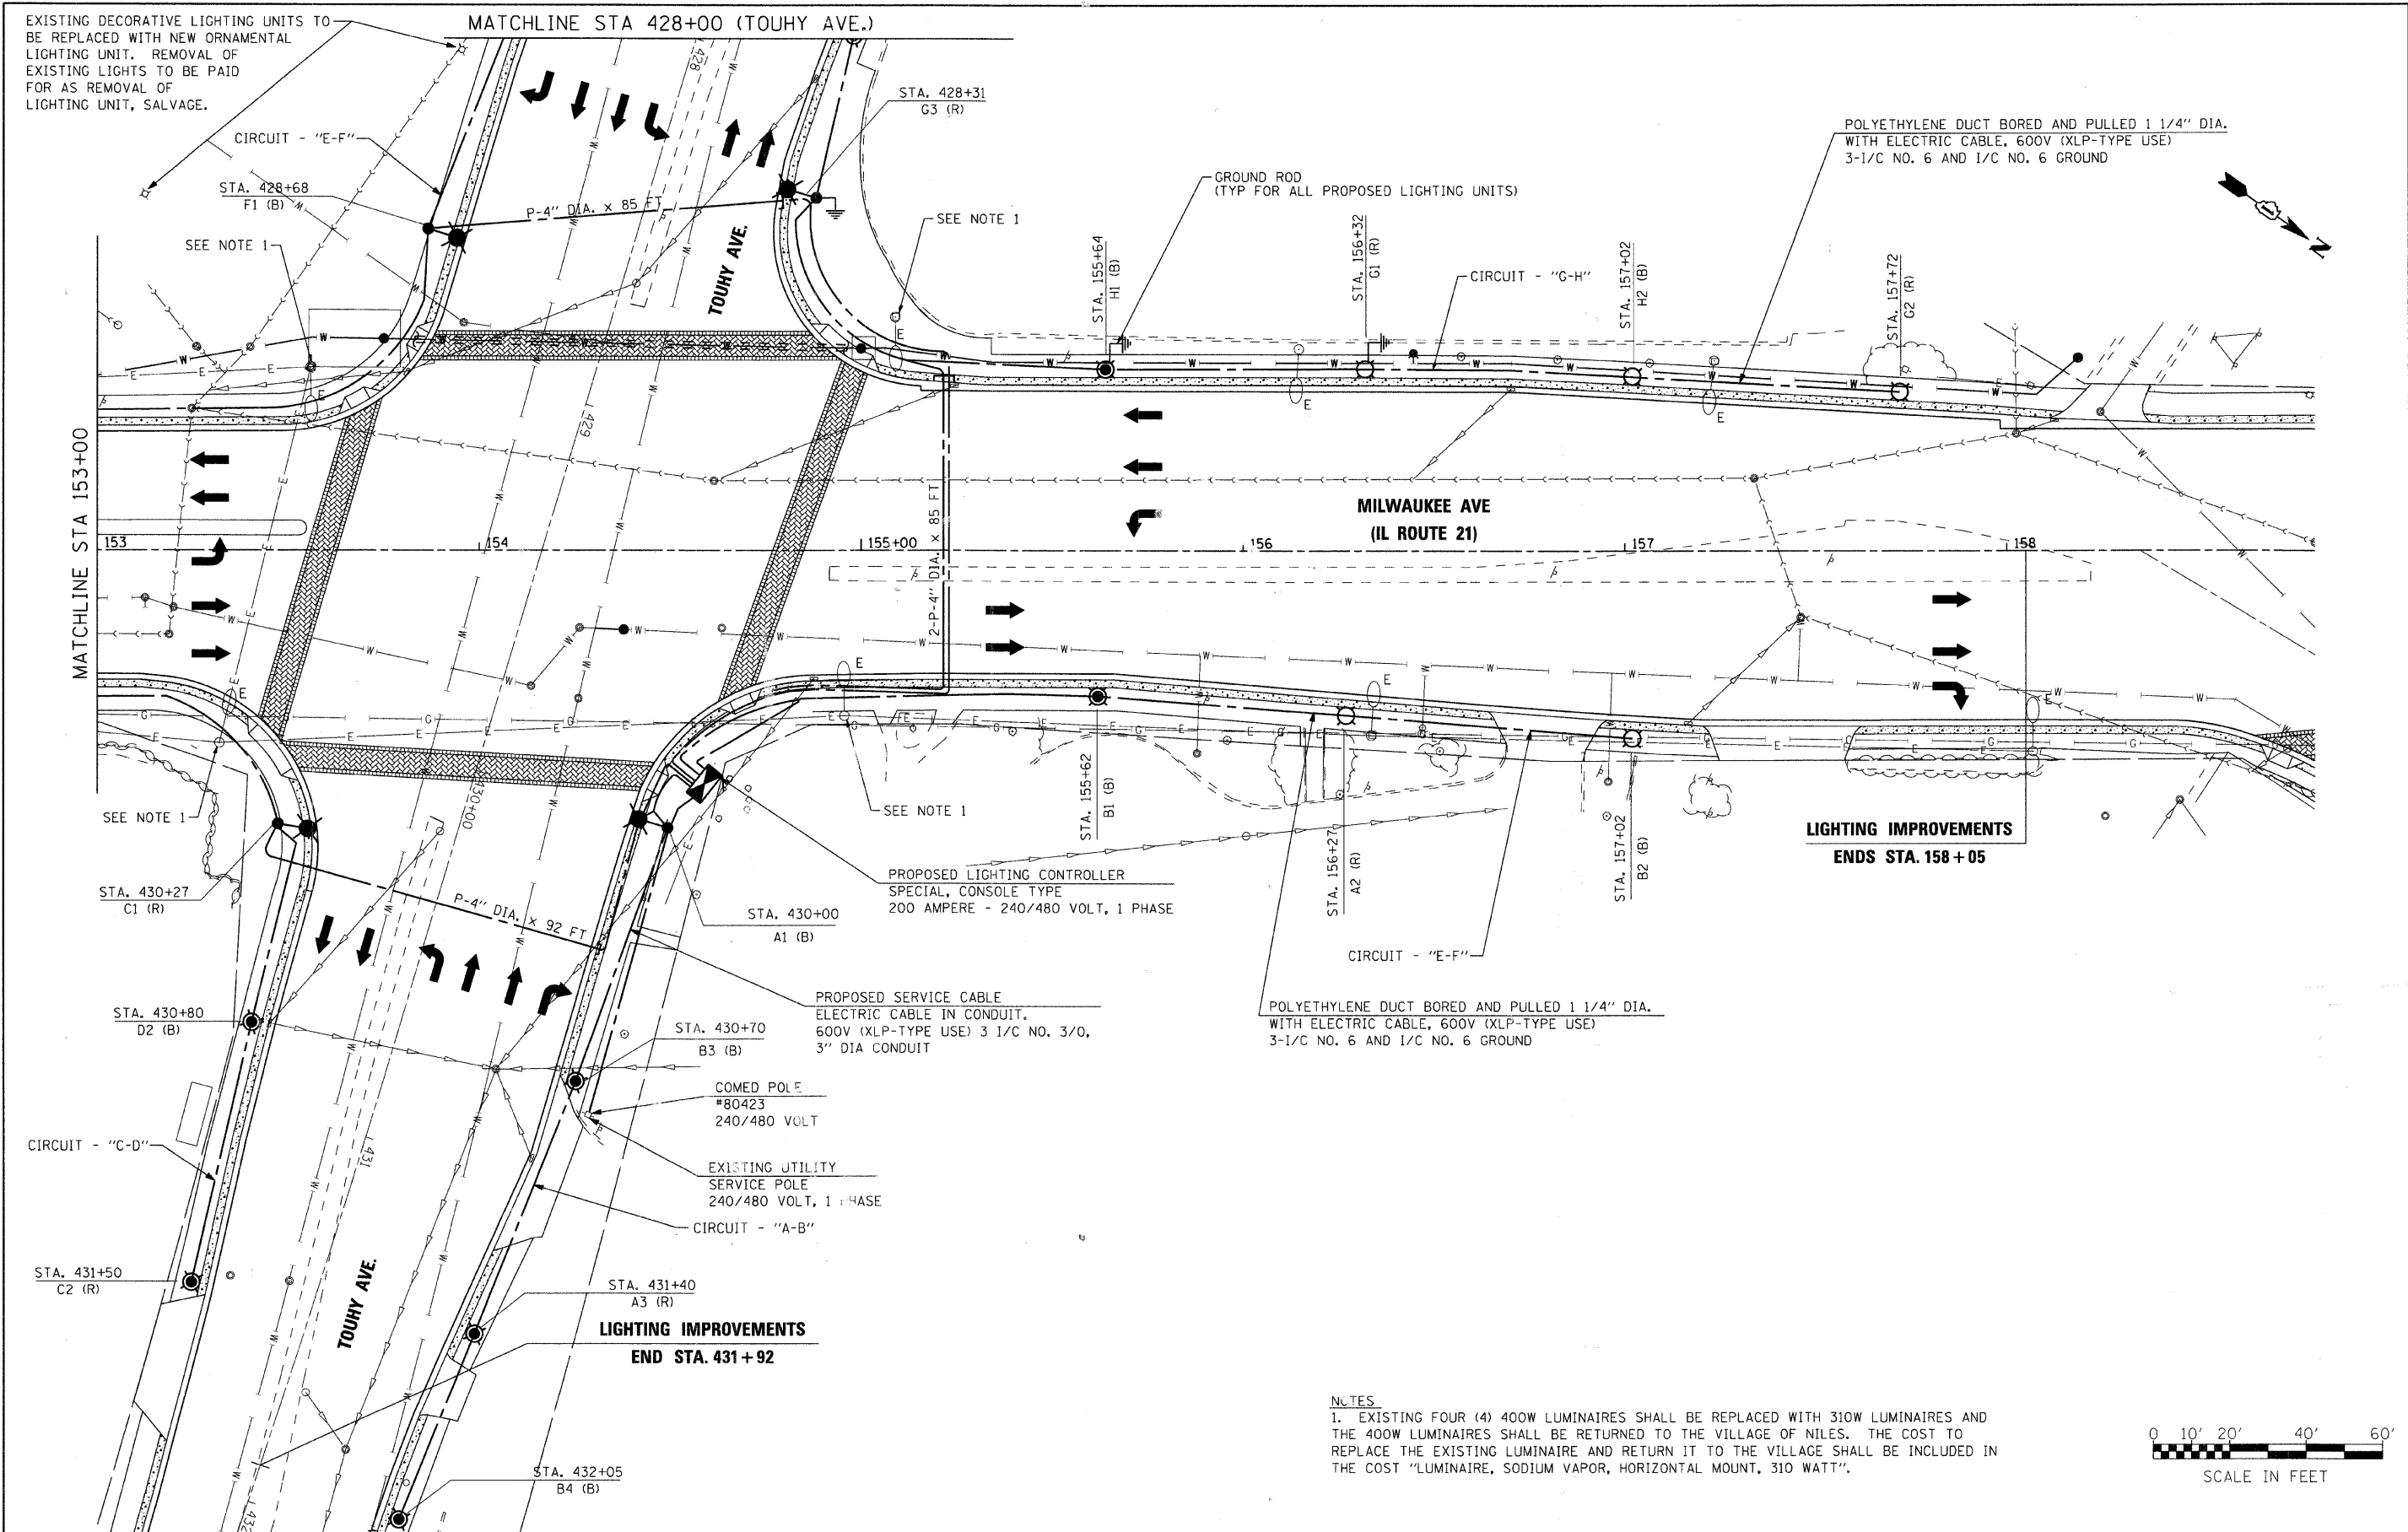 EXISTING DECORATIVE LIGHTING UNITS TO
BE REPLACED WITH NEW ORNAMENTAL
LIGHTING UNIT. REMOVAL OF
EXISTING LIGHTS TO BE PAID
FOR AS REMOVAL OF
LIGHTING UNIT, SALVAGE.
MATCHLINE STA 428+00 (TOUHY AVE.)
CIRCUIT - "E-F"
STA. 428+68
F1 (B)
SEE NOTE 1
428
STA. 428+31
G3 (R)
P-4" DIA. x 85 FT
TOUHY AVE.
SEE NOTE 1
GROUND ROD
(TYP FOR ALL PROPOSED LIGHTING UNITS)
STA. 155+64
H1 (B)
STA. 156+32
G1 (R)
CIRCUIT - "G-H"
STA. 157+02
H2 (B)
STA. 157+72
G2 (R)
POLYETHYLENE DUCT BORED AND PULLED 1 1/4" DIA.
WITH ELECTRIC CABLE, 600V (XLP-TYPE USE)
3-1/C NO. 6 AND 1/C NO. 6 GROUND
N
MATCHLINE STA 153+00
429
153
154
155+00
156
157
158
2-P-4" DIA. x 85 FT
MILWAUKEE AVE
(IL ROUTE 21)
430+00
SEE NOTE 1
SEE NOTE 1
STA. 155+62
B1 (B)
STA. 156+27
A2 (R)
STA. 157+02
B2 (B)
LIGHTING IMPROVEMENTS
ENDS STA. 158+05
STA. 430+27
C1 (R)
P-4" DIA. x 92 FT
STA. 430+00
A1 (B)
PROPOSED LIGHTING CONTROLLER
SPECIAL, CONSOLE TYPE
200 AMPERE - 240/480 VOLT, 1 PHASE
CIRCUIT - "E-F"
STA. 430+80
D2 (B)
PROPOSED SERVICE CABLE
ELECTRIC CABLE IN CONDUIT.
600V (XLP-TYPE USE) 3 1/C NO. 3/0,
3" DIA CONDUIT
STA. 430+70
B3 (B)
POLYETHYLENE DUCT BORED AND PULLED 1 1/4" DIA.
WITH ELECTRIC CABLE, 600V (XLP-TYPE USE)
3-1/C NO. 6 AND 1/C NO. 6 GROUND
COMED POLE
#80423
240/480 VOLT
CIRCUIT - "C-D"
431
EXISTING UTILITY
SERVICE POLE
240/480 VOLT, 1 PHASE
CIRCUIT - "A-B"
STA. 431+50
C2 (R)
TOUHY AVE.
STA. 431+40
A3 (R)
LIGHTING IMPROVEMENTS
END STA. 431+92
STA. 432+05
B4 (B)
432
NOTES
1. EXISTING FOUR (4) 400W LUMINAIRES SHALL BE REPLACED WITH 310W LUMINAIRES AND
THE 400W LUMINAIRES SHALL BE RETURNED TO THE VILLAGE OF NILES. THE COST TO
REPLACE THE EXISTING LUMINAIRE AND RETURN IT TO THE VILLAGE SHALL BE INCLUDED IN
THE COST "LUMINAIRE, SODIUM VAPOR, HORIZONTAL MOUNT, 310 WATT".
0 10' 20' 40' 60'
SCALE IN FEET